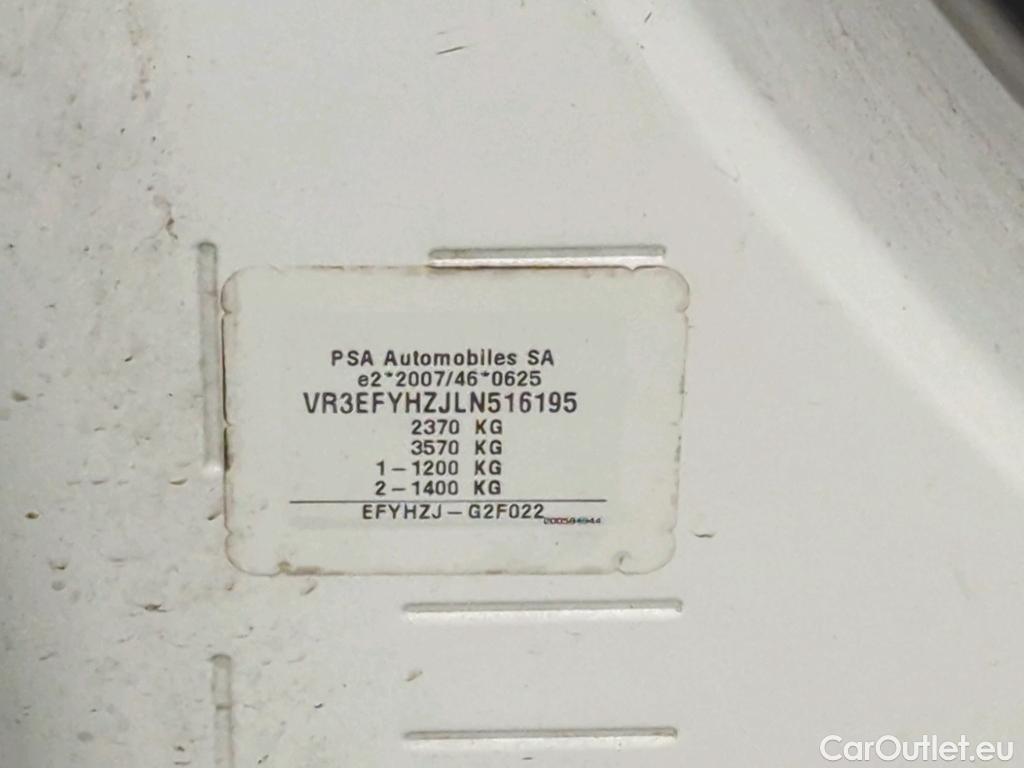 PSA Automobiles SA
e2*2007/46*0625
VR3EFYHZJLN516195
2370 KG
3570 KG
1-1200 KG
2-1400 KG
EFYHZJ-G2F022
CarOutlet.eu